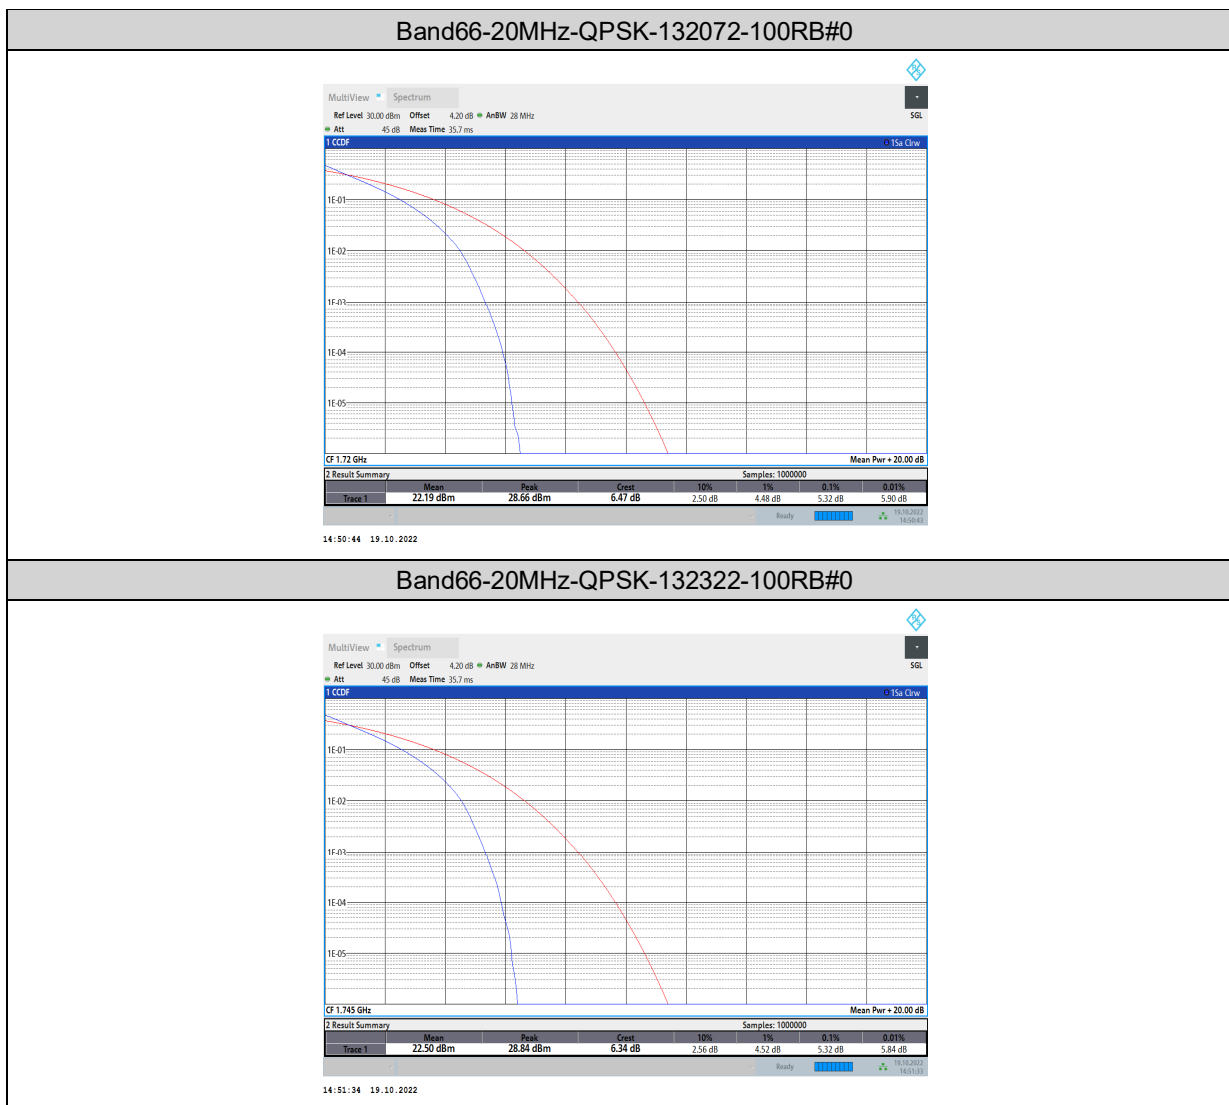 Band66-20MHz-QPSK-132072-100RB#0
MultiView Spectrum
Ref Level 30.00 dBm Offset 4.20 dB AnBW 28 MHz SGL
Att 45 dB Meas Time 35.7 ms
1 CCDF 1Sa Clrw
1E-01
1E-02
1E-03
1E-04
1E-05
CF 1.72 GHz Mean Pwr + 20.00 dB
2 Result Summary Samples: 1000000
Mean Peak Crest 10% 1% 0.1% 0.01%
Trace 1 22.19 dBm 28.66 dBm 6.47 dB 2.50 dB 4.48 dB 5.32 dB 5.90 dB
Ready 19.10.2022
14:50:43
14:50:44 19.10.2022
Band66-20MHz-QPSK-132322-100RB#0
MultiView Spectrum
Ref Level 30.00 dBm Offset 4.20 dB AnBW 28 MHz SGL
Att 45 dB Meas Time 35.7 ms
1 CCDF 1Sa Clrw
1E-01
1E-02
1E-03
1E-04
1E-05
CF 1.745 GHz Mean Pwr + 20.00 dB
2 Result Summary Samples: 1000000
Mean Peak Crest 10% 1% 0.1% 0.01%
Trace 1 22.50 dBm 28.84 dBm 6.34 dB 2.56 dB 4.52 dB 5.32 dB 5.84 dB
Ready 19.10.2022
14:51:33
14:51:34 19.10.2022